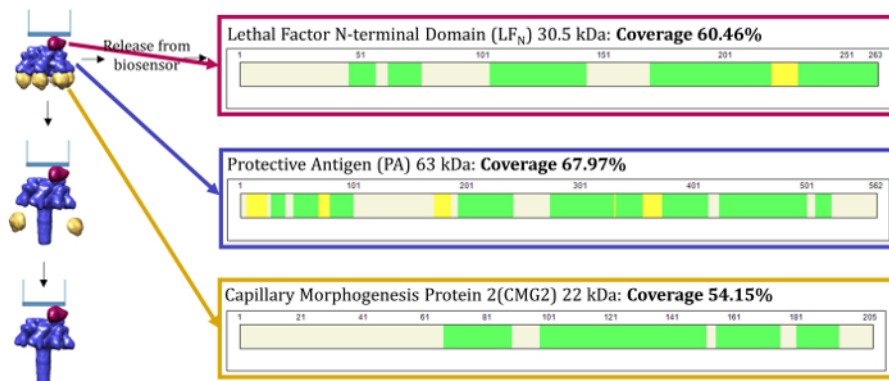 Release from
biosensor
Lethal Factor N-terminal Domain (LFN) 30.5 kDa: Coverage 60.46%
1 51 101 151 201 251 263
Protective Antigen (PA) 63 kDa: Coverage 67.97%
1 101 201 301 401 501 562
Capillary Morphogenesis Protein 2(CMG2) 22 kDa: Coverage 54.15%
1 21 41 61 81 101 121 141 161 181 205